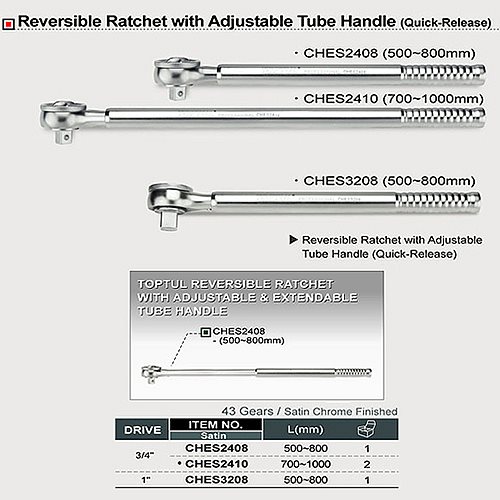 Reversible Ratchet with Adjustable Tube Handle (Quick-Release)
· CHES2408 (500~800mm)
· CHES2410 (700~1000mm)
· CHES3208 (500~800mm)
▶ Reversible Ratchet with Adjustable
Tube Handle (Quick-Release)
TOPTUL REVERSIBLE RATCHET
WITH ADJUSTABLE & EXTENDABLE
TUBE HANDLE
CHES2408
- (500~800mm)
43 Gears / Satin Chrome Finished
DRIVE ITEM NO. L(mm)
Satin
3/4" CHES2408 500~800 1
• CHES2410 700~1000 2
1" CHES3208 500~800 1